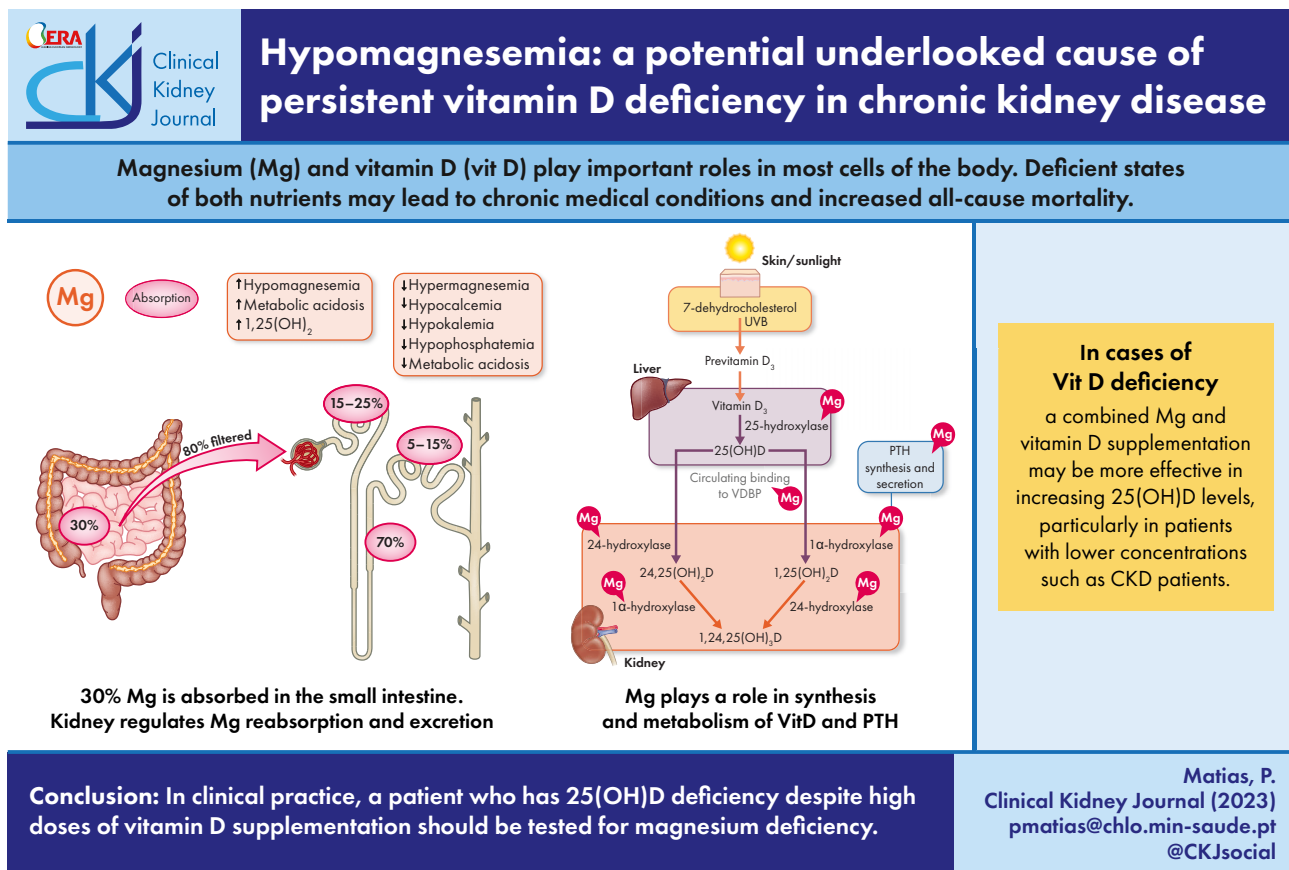 ERA
CKJ
Clinical
Kidney
Journal
Hypomagnesemia: a potential underlooked cause of
persistent vitamin D deficiency in chronic kidney disease
Magnesium (Mg) and vitamin D (vit D) play important roles in most cells of the body. Deficient states
of both nutrients may lead to chronic medical conditions and increased all-cause mortality.
Mg
Absorption
↑Hypomagnesemia
↑Metabolic acidosis
↑1,25(OH)₂
↓Hypermagnesemia
↓Hypocalcemia
↓Hypokalemia
↓Hypophosphatemia
↓Metabolic acidosis
15–25%
5–15%
80% filtered
30%
70%
30% Mg is absorbed in the small intestine.
Kidney regulates Mg reabsorption and excretion
Skin/sunlight
7-dehydrocholesterol
UVB
Previtamin D₃
Liver
Vitamin D₃
Mg
25-hydroxylase
25(OH)D
Circulating binding
to VDBP
Mg
Mg
PTH
synthesis and
secretion
Mg
Mg
24-hydroxylase
1α-hydroxylase
24,25(OH)₂D
1,25(OH)₂D
Mg
Mg
1α-hydroxylase
24-hydroxylase
1,24,25(OH)₃D
Kidney
Mg plays a role in synthesis
and metabolism of VitD and PTH
In cases of
Vit D deficiency
a combined Mg and
vitamin D supplementation
may be more effective in
increasing 25(OH)D levels,
particularly in patients
with lower concentrations
such as CKD patients.
Conclusion: In clinical practice, a patient who has 25(OH)D deficiency despite high
doses of vitamin D supplementation should be tested for magnesium deficiency.
Matias, P.
Clinical Kidney Journal (2023)
pmatias@chlo.min-saude.pt
@CKJsocial